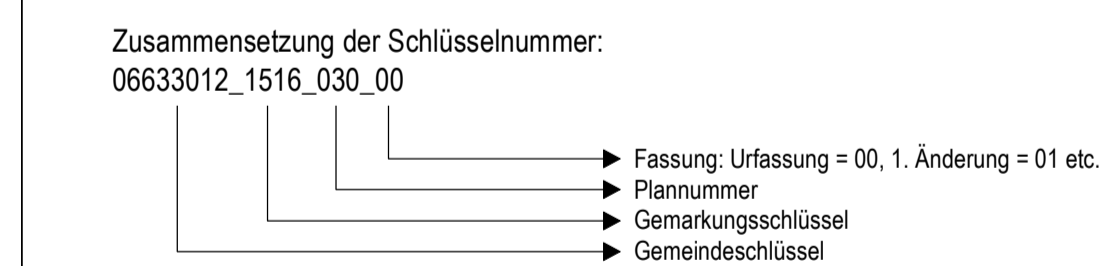 Zusammensetzung der Schlüsselnummer:
06633012_1516_030_00
Fassung: Urfassung = 00, 1. Änderung = 01 etc.
Plannummer
Gemarkungsschlüssel
Gemeindeschlüssel